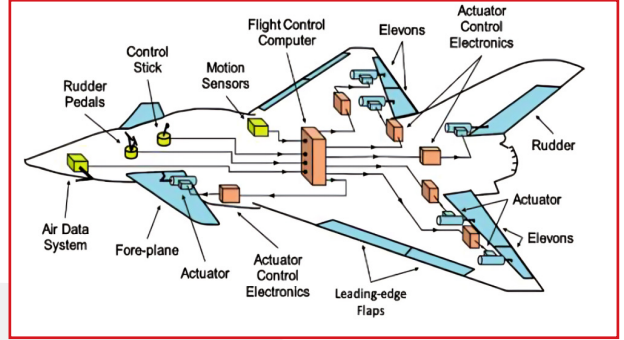 Actuator
Control
Electronics
Flight Control
Computer
Elevons
Control
Stick
Motion
Sensors
Rudder
Pedals
Rudder
Air Data
System
Fore-plane
Actuator
Actuator
Control
Electronics
Leading-edge
Flaps
Actuator
Elevons